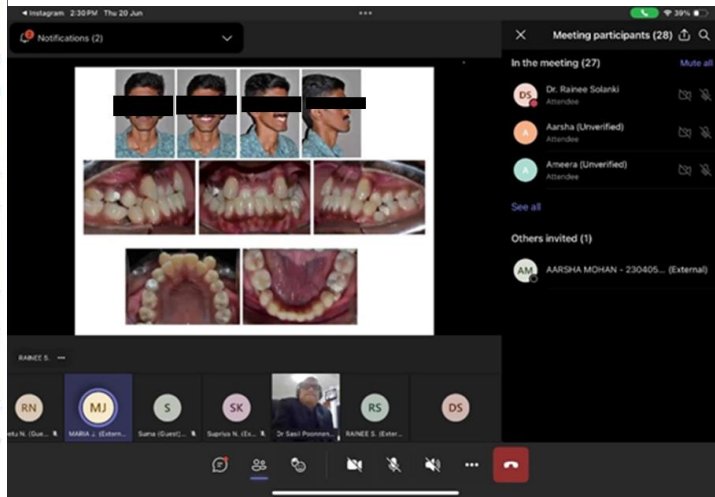 Instagram 2:30 PM Thu 20 Jun
39%
Notifications (2)
Meeting participants (28)
In the meeting (27)
Mute all
DS
Dr. Rainee Solanki
Attendee
A
Aarsha (Unverified)
Attendee
A
Ameera (Unverified)
Attendee
See all
Others invited (1)
AM
AARSHA MOHAN - 230405... (External)
RAINEE S.
RN
MJ
S
SK
RS
DS
N. (Gue...
MARIA J. (Extern...
Suma (Guest)
Suprius N. (Ex...
Dr Sasil Poonnen...
RAINEE S. (Exter...